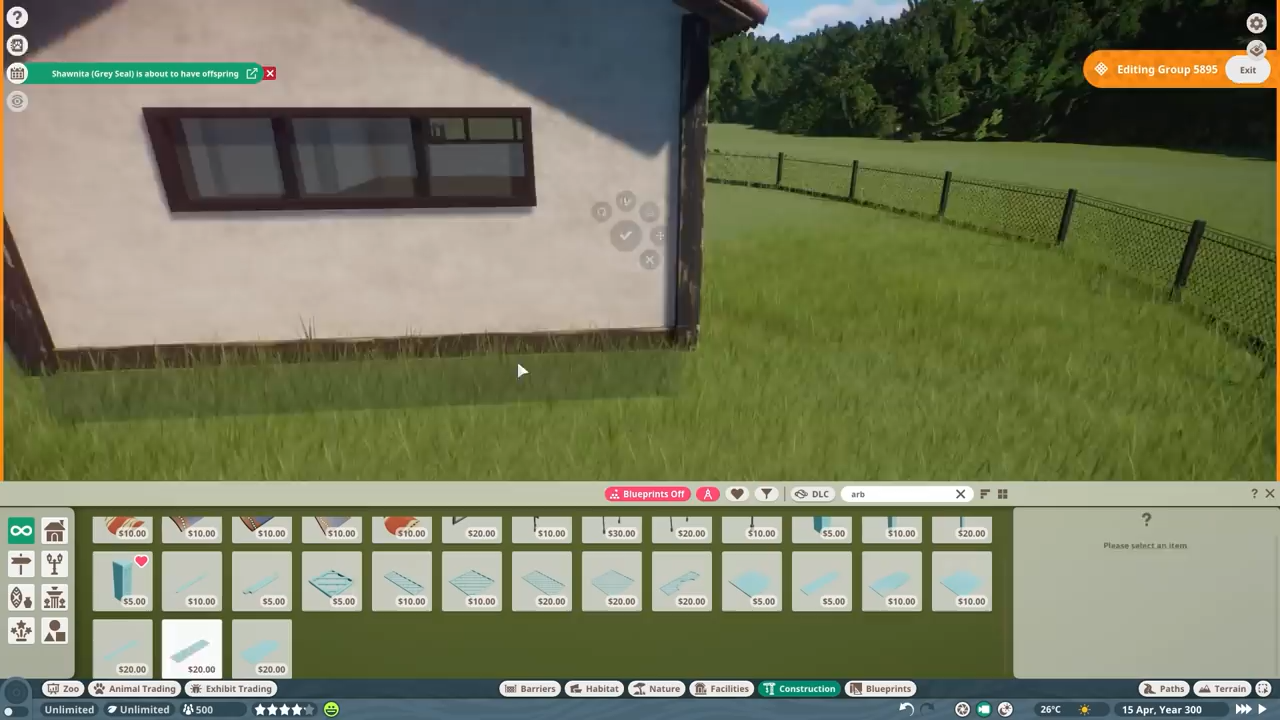 ?
Shawnita (Grey Seal) is about to have offspring
Editing Group 5895
Exit
Blueprints Off
DLC
arb
?
$10.00 $10.00 $10.00 $10.00 $10.00 $20.00 $10.00 $30.00 $20.00 $10.00 $5.00 $10.00 $20.00
$5.00 $10.00 $5.00 $5.00 $10.00 $10.00 $20.00 $20.00 $20.00 $5.00 $5.00 $10.00 $10.00
$20.00 $20.00 $20.00
?
Please select an item
Zoo Animal Trading Exhibit Trading Barriers Habitat Nature Facilities Construction Blueprints Paths Terrain
Unlimited Unlimited 500 26°C 15 Apr, Year 300